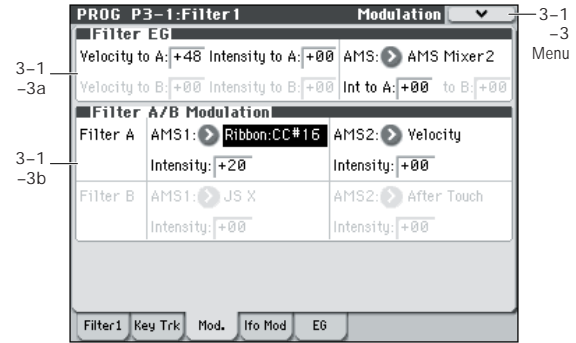 PROG P3-1:Filter1 Modulation 3-1
-3
Menu
Filter EG
Velocity to A: +48 Intensity to A: +00 AMS: AMS Mixer2
3-1
-3a
Velocity to B: +00 Intensity to B: +00 Int to A: +00 to B: +00
Filter A/B Modulation
Filter A AMS1: Ribbon:CC#16 AMS2: Velocity
3-1
-3b
Intensity: +20 Intensity: +00
Filter B AMS1: JS X AMS2: After Touch
Intensity: +00 Intensity: +00
Filter1 Key Trk Mod. lfo Mod EG